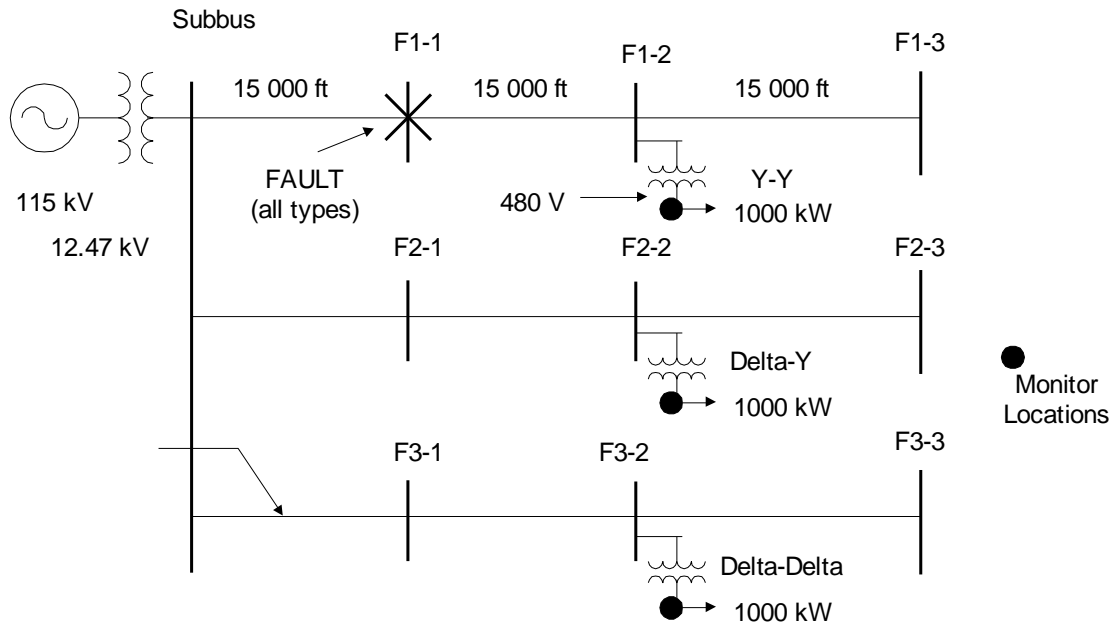 Subbus
F1-1
F1-2
F1-3
15 000 ft
15 000 ft
15 000 ft
FAULT
(all types)
480 V
Y-Y
1000 kW
115 kV
12.47 kV
F2-1
F2-2
F2-3
Delta-Y
1000 kW
Monitor
Locations
F3-1
F3-2
F3-3
Delta-Delta
1000 kW